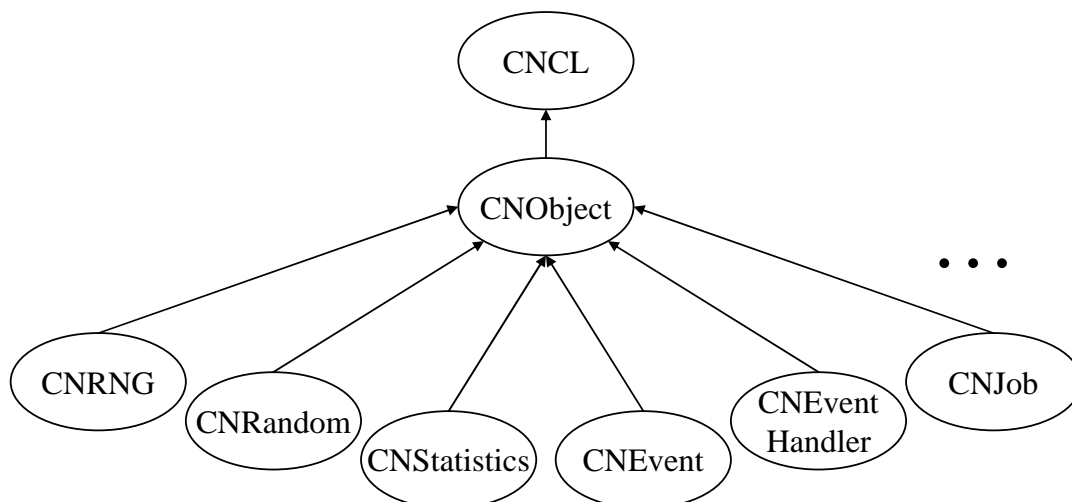 CNCL
CNObject
• • •
CNRNG
CNRandom
CNStatistics
CNEvent
CNEvent
Handler
CNJob